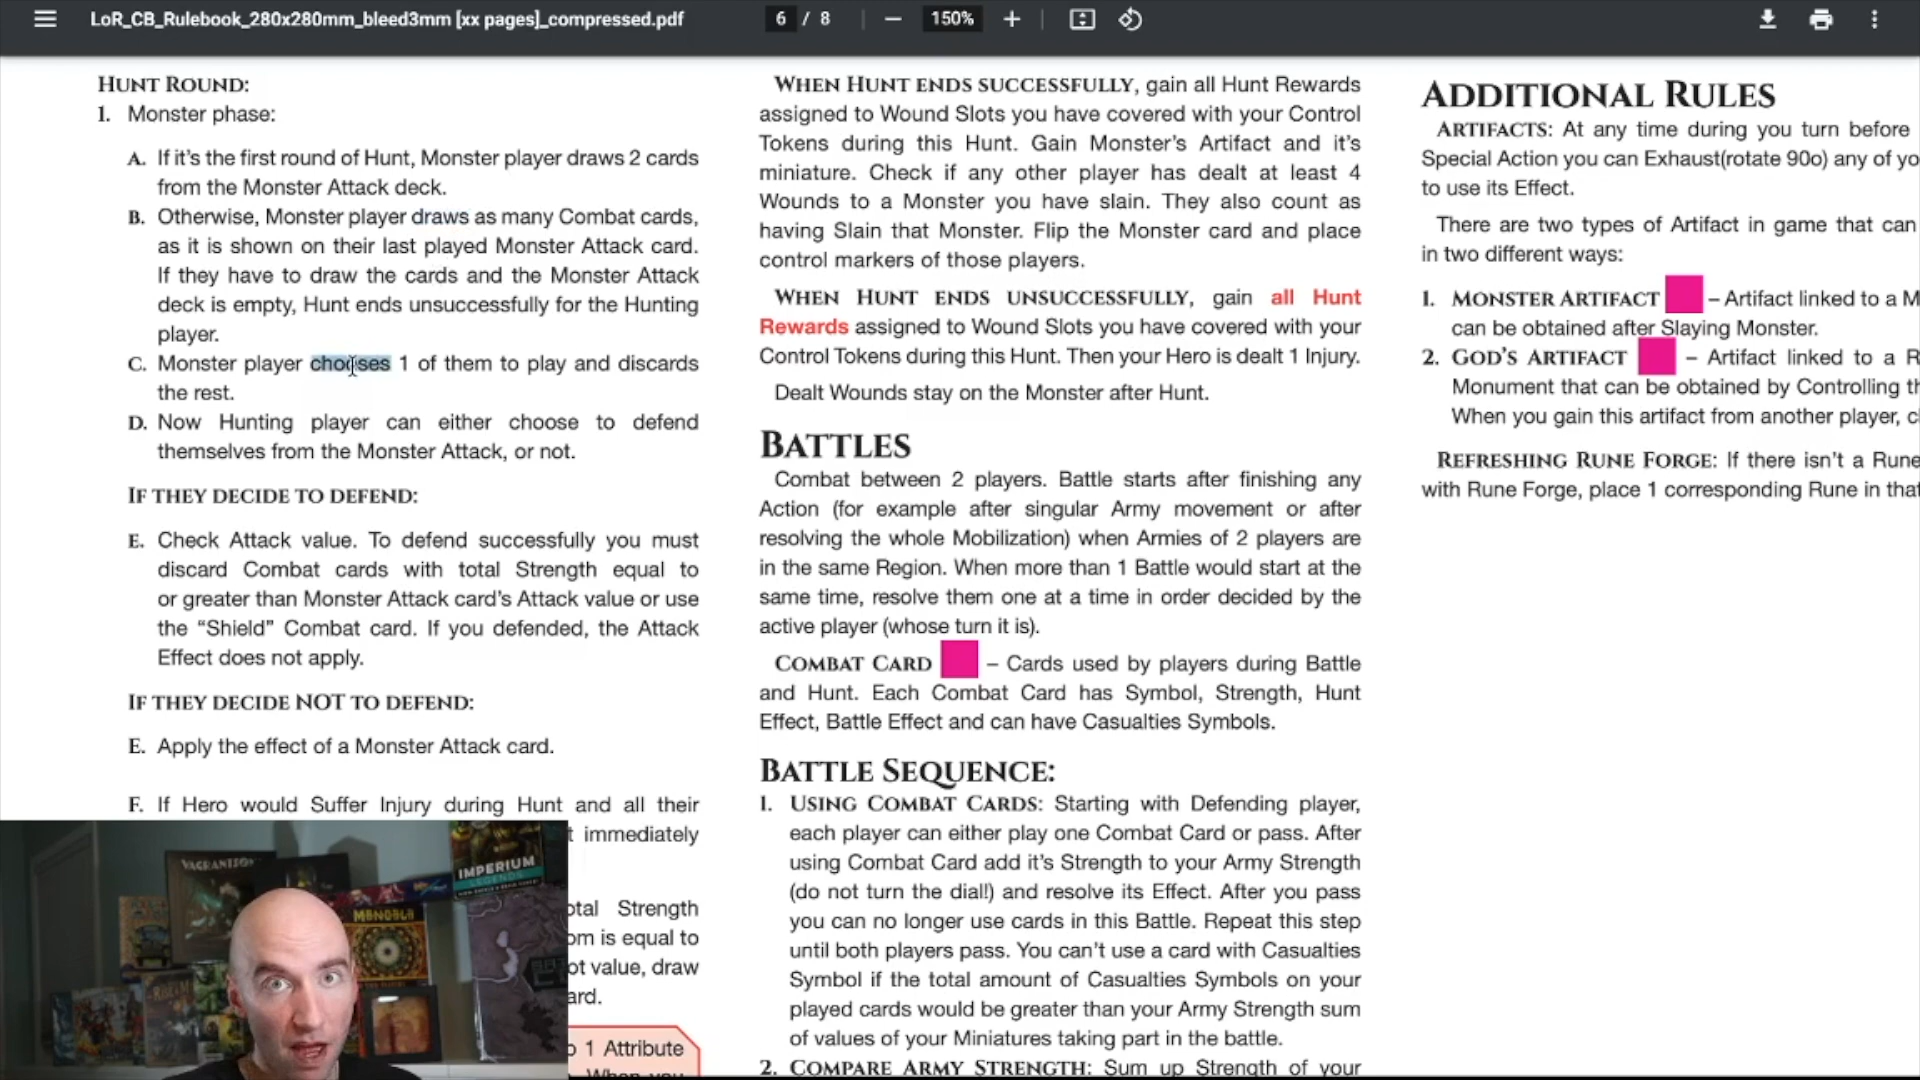 LoR_CB_Rulebook_280x280mm_bleed3mm [xx pages]_compressed.pdf
6 / 8
150%
HUNT ROUND:
1. Monster phase:
A. If it's the first round of Hunt, Monster player draws 2 cards
from the Monster Attack deck.
B. Otherwise, Monster player draws as many Combat cards,
as it is shown on their last played Monster Attack card.
If they have to draw the cards and the Monster Attack
deck is empty, Hunt ends unsuccessfully for the Hunting
player.
C. Monster player chooses 1 of them to play and discards
the rest.
D. Now Hunting player can either choose to defend
themselves from the Monster Attack, or not.
IF THEY DECIDE TO DEFEND:
E. Check Attack value. To defend successfully you must
discard Combat cards with total Strength equal to
or greater than Monster Attack card's Attack value or use
the “Shield” Combat card. If you defended, the Attack
Effect does not apply.
IF THEY DECIDE NOT TO DEFEND:
E. Apply the effect of a Monster Attack card.
F. If Hero would Suffer Injury during Hunt and all their
immediately
Strength
is equal to
value, draw
1 Attribute
When you
WHEN HUNT ENDS SUCCESSFULLY, gain all Hunt Rewards
assigned to Wound Slots you have covered with your Control
Tokens during this Hunt. Gain Monster's Artifact and it's
miniature. Check if any other player has dealt at least 4
Wounds to a Monster you have slain. They also count as
having Slain that Monster. Flip the Monster card and place
control markers of those players.
WHEN HUNT ENDS UNSUCCESSFULLY, gain all Hunt
Rewards assigned to Wound Slots you have covered with your
Control Tokens during this Hunt. Then your Hero is dealt 1 Injury.
Dealt Wounds stay on the Monster after Hunt.
BATTLES
Combat between 2 players. Battle starts after finishing any
Action (for example after singular Army movement or after
resolving the whole Mobilization) when Armies of 2 players are
in the same Region. When more than 1 Battle would start at the
same time, resolve them one at a time in order decided by the
active player (whose turn it is).
COMBAT CARD – Cards used by players during Battle
and Hunt. Each Combat Card has Symbol, Strength, Hunt
Effect, Battle Effect and can have Casualties Symbols.
BATTLE SEQUENCE:
1. USING COMBAT CARDS: Starting with Defending player,
each player can either play one Combat Card or pass. After
using Combat Card add it's Strength to your Army Strength
(do not turn the dial!) and resolve its Effect. After you pass
you can no longer use cards in this Battle. Repeat this step
until both players pass. You can't use a card with Casualties
Symbol if the total amount of Casualties Symbols on your
played cards would be greater than your Army Strength sum
of values of your Miniatures taking part in the battle.
2. COMPARE ARMY STRENGTH: Sum up Strength of your
ADDITIONAL RULES
ARTIFACTS: At any time during you turn before
Special Action you can Exhaust(rotate 90o) any of yo
to use its Effect.
There are two types of Artifact in game that can
in two different ways:
1. MONSTER ARTIFACT – Artifact linked to a M
can be obtained after Slaying Monster.
2. GOD'S ARTIFACT – Artifact linked to a R
Monument that can be obtained by Controlling th
When you gain this artifact from another player, c
REFRESHING RUNE FORGE: If there isn't a Rune
with Rune Forge, place 1 corresponding Rune in that
VAGRANTSONG
IMPERIUM
LEGENDS
MANDALA